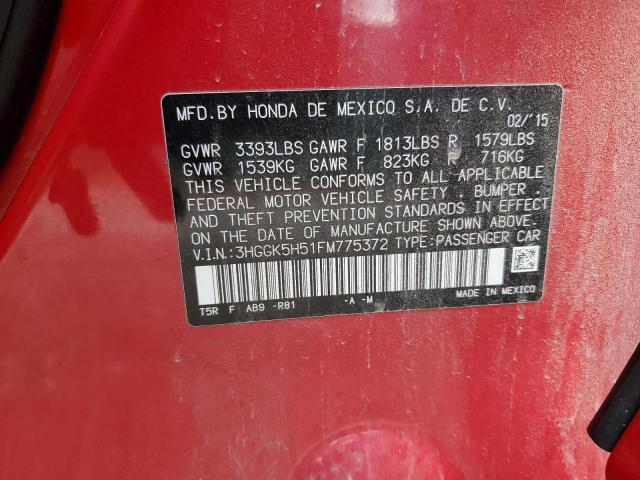 MFD. BY HONDA DE MEXICO S.A. DE C.V.
02/'15
GVWR 3393LBS GAWR F 1813LBS R 1579LBS
GVWR 1539KG GAWR F 823KG R 716KG
THIS VEHICLE CONFORMS TO ALL APPLICABLE
FEDERAL MOTOR VEHICLE SAFETY, BUMPER,
AND THEFT PREVENTION STANDARDS IN EFFECT
ON THE DATE OF MANUFACTURE SHOWN ABOVE.
V.I.N.:3HGGK5H51FM775372 TYPE:PASSENGER CAR
T5R F AB9 -R81 -A -M MADE IN MEXICO